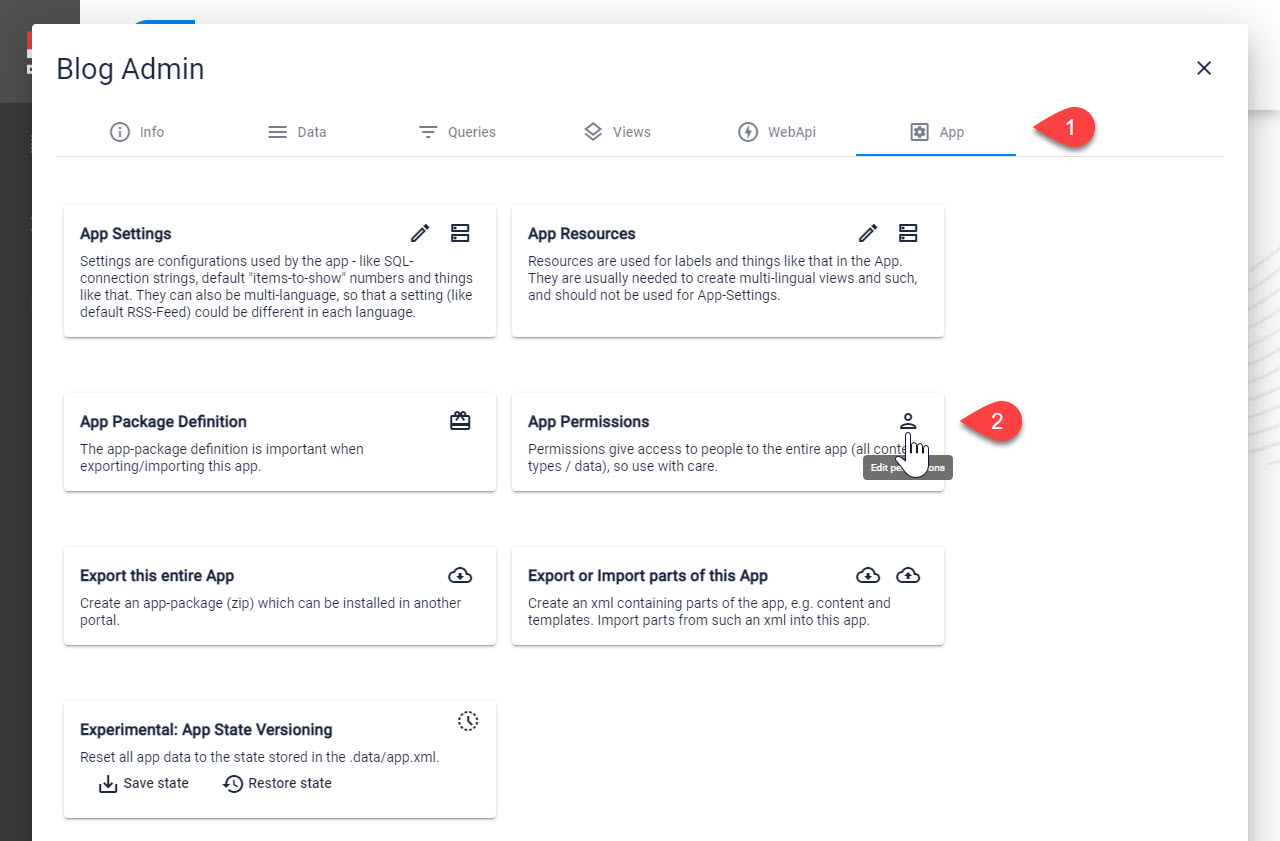 Blog Admin
Info
Data
Queries
Views
WebApi
App
1
App Settings
Settings are configurations used by the app - like SQL-
connection strings, default "items-to-show" numbers and things
like that. They can also be multi-language, so that a setting (like
default RSS-Feed) could be different in each language.
App Resources
Resources are used for labels and things like that in the App.
They are usually needed to create multi-lingual views and such,
and should not be used for App-Settings.
App Package Definition
The app-package definition is important when
exporting/importing this app.
App Permissions
Permissions give access to people to the entire app (all
types / data), so use with care.
Edit
2
Export this entire App
Create an app-package (zip) which can be installed in another
portal.
Export or Import parts of this App
Create an xml containing parts of the app, e.g. content and
templates. Import parts from such an xml into this app.
Experimental: App State Versioning
Reset all app data to the state stored in the .data/app.xml.
Save state
Restore state